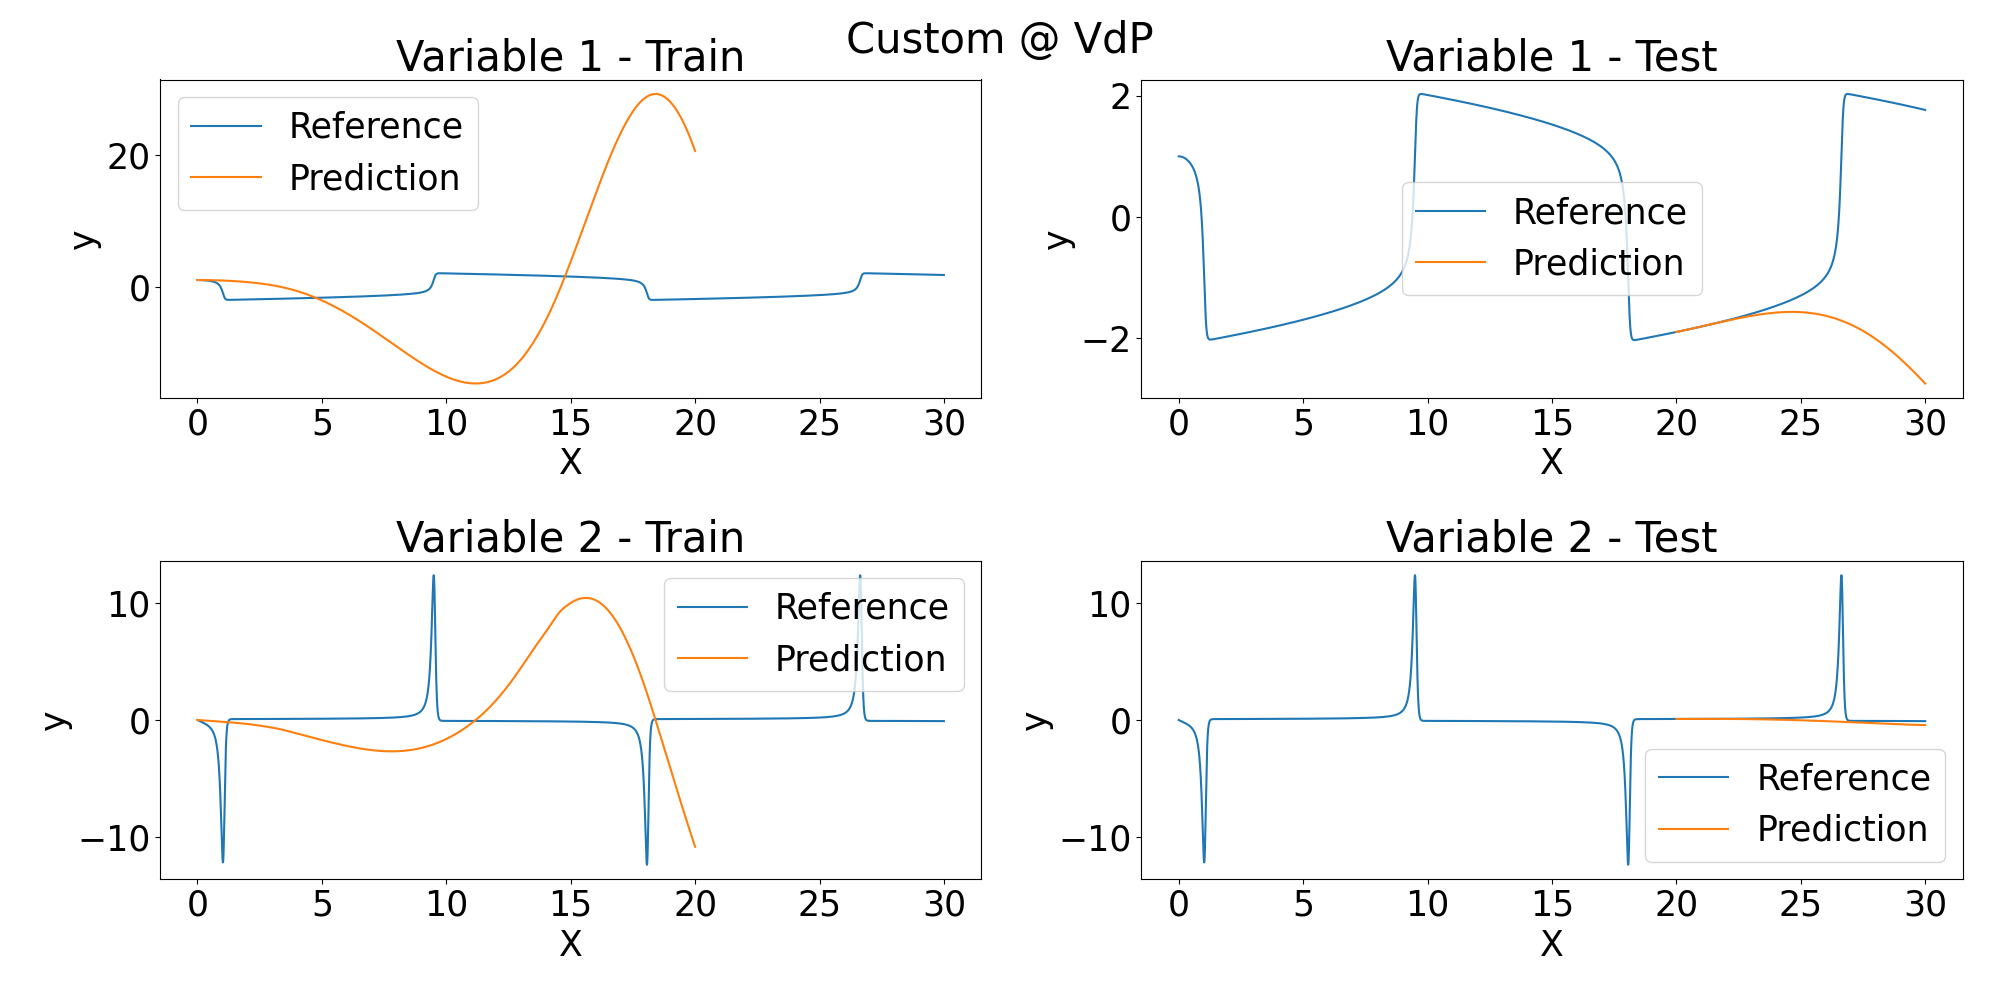 Custom @ VdP
Variable 1 - Train
Reference
Prediction
20
0
y
0 5 10 15 20 25 30
X
Variable 1 - Test
Reference
Prediction
2
0
−2
y
0 5 10 15 20 25 30
X
Variable 2 - Train
Reference
Prediction
10
0
−10
y
0 5 10 15 20 25 30
X
Variable 2 - Test
Reference
Prediction
10
0
−10
y
0 5 10 15 20 25 30
X